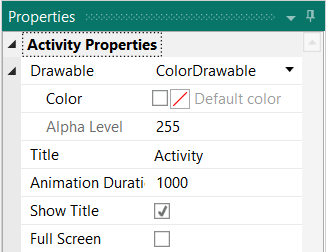 Properties
Activity Properties
Drawable ColorDrawable
Color Default color
Alpha Level 255
Title Activity
Animation Durati 1000
Show Title
Full Screen